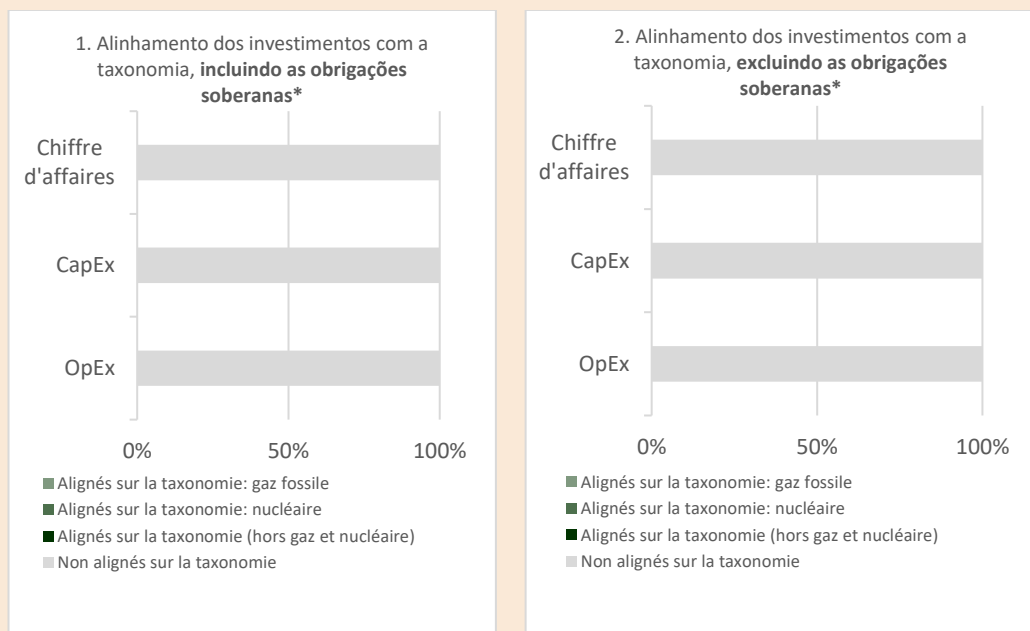 1. Alinhamento dos investimentos com a
taxonomia, incluindo as obrigações
soberanas*
Chiffre
d'affaires
CapEx
OpEx
0% 50% 100%
Alignés sur la taxonomie: gaz fossile
Alignés sur la taxonomie: nucléaire
Alignés sur la taxonomie (hors gaz et nucléaire)
Non alignés sur la taxonomie
2. Alinhamento dos investimentos com a
taxonomia, excluindo as obrigações
soberanas*
Chiffre
d'affaires
CapEx
OpEx
0% 50% 100%
Alignés sur la taxonomie: gaz fossile
Alignés sur la taxonomie: nucléaire
Alignés sur la taxonomie (hors gaz et nucléaire)
Non alignés sur la taxonomie